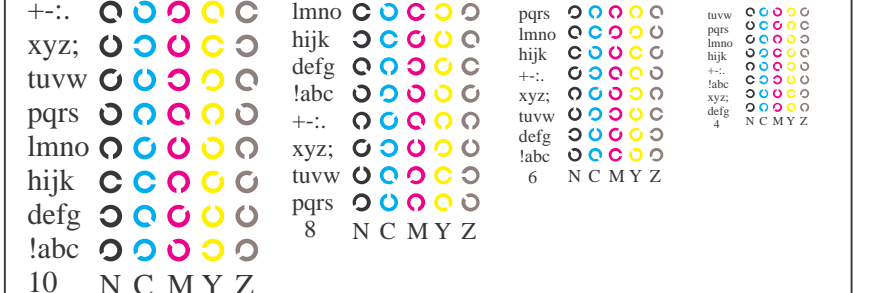 +-:.
xyz;
tuvw
pqrs
lmno
hijk
defg
!abc
10 N C M Y Z
lmno
hijk
defg
!abc
+-:.
xyz;
tuvw
pqrs
8 N C M Y Z
pqrs
lmno
hijk
+-:.
xyz;
tuvw
defg
!abc
6 N C M Y Z
tuvw
pqrs
lmno
hijk
+-:.
!abc
xyz;
defg
4 N C M Y Z